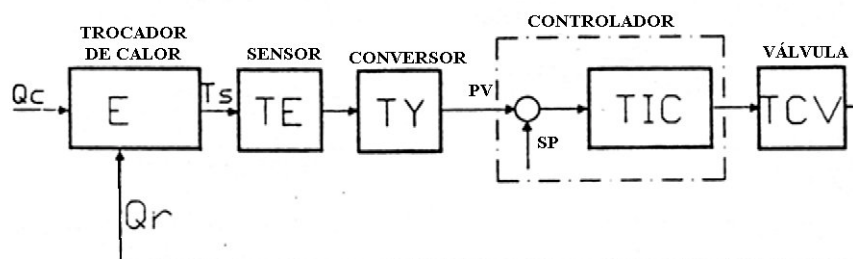 CONTROLADOR
TROCADOR
DE CALOR
SENSOR
CONVERSOR
VÁLVULA
Qc
E
Ts
TE
TY
PV
SP
TIC
TCV
Qr